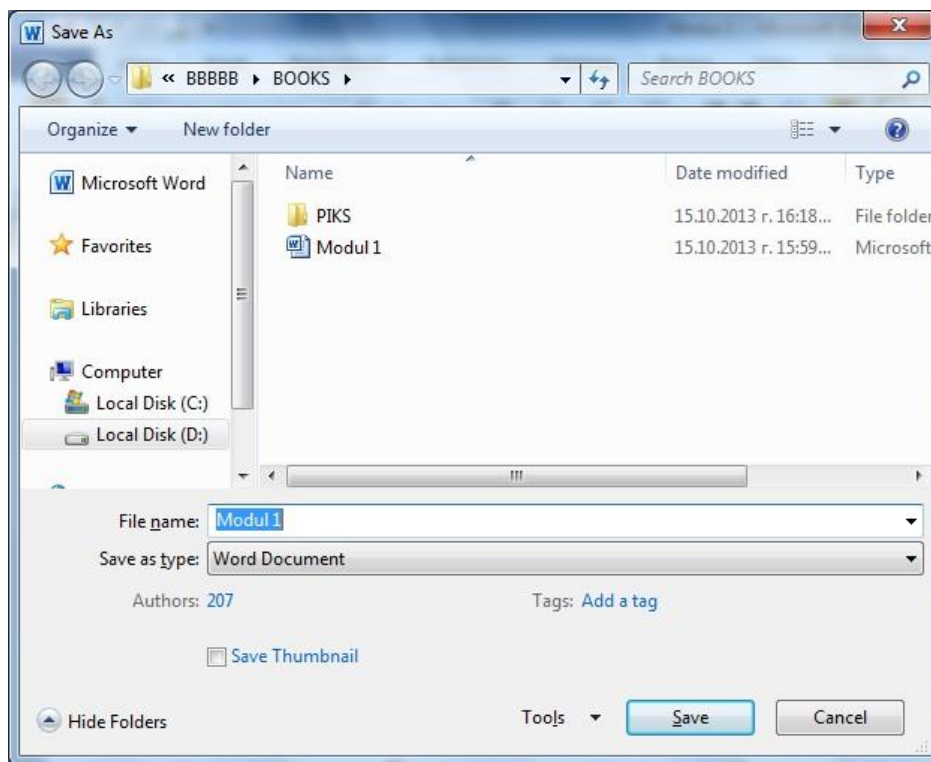 Save As
« BBBBB ▸ BOOKS ▸ Search BOOKS
Organize ▾ New folder
Name Date modified Type
Microsoft Word
PIKS 15.10.2013 г. 16:18... File folder
Favorites
Modul 1 15.10.2013 г. 15:59... Microsoft
Libraries
Computer
Local Disk (C:)
Local Disk (D:)
File name: Modul 1
Save as type: Word Document
Authors: 207 Tags: Add a tag
Save Thumbnail
Hide Folders Tools ▾ Save Cancel